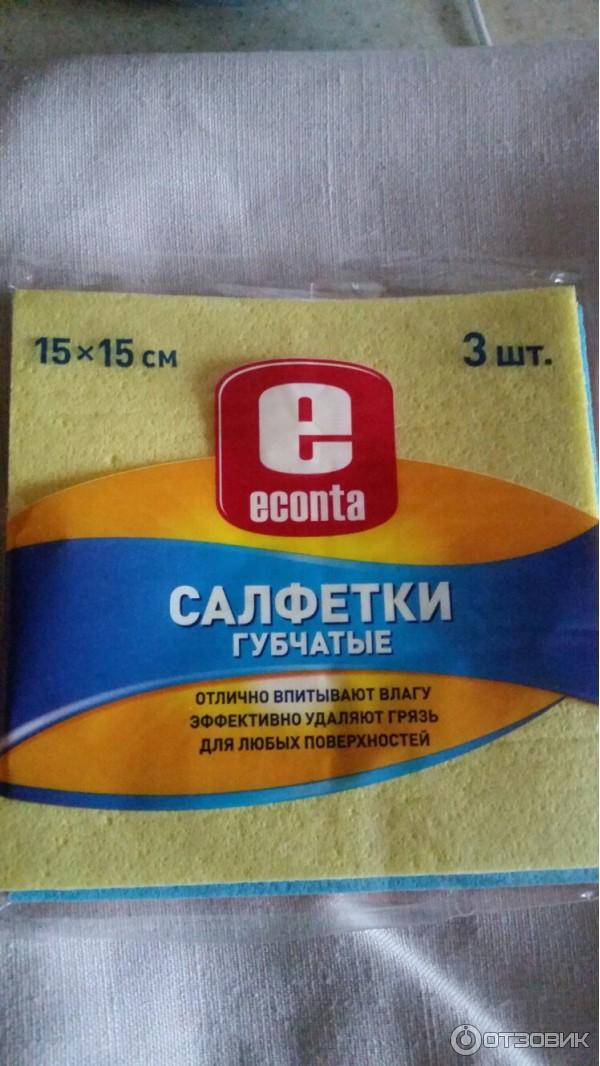 15×15 см
3 шт.
e
econta
САЛФЕТКИ
ГУБЧАТЫЕ
ОТЛИЧНО ВПИТЫВАЮТ ВЛАГУ
ЭФФЕКТИВНО УДАЛЯЮТ ГРЯЗЬ
ДЛЯ ЛЮБЫХ ПОВЕРХНОСТЕЙ
ОТЗОВИК